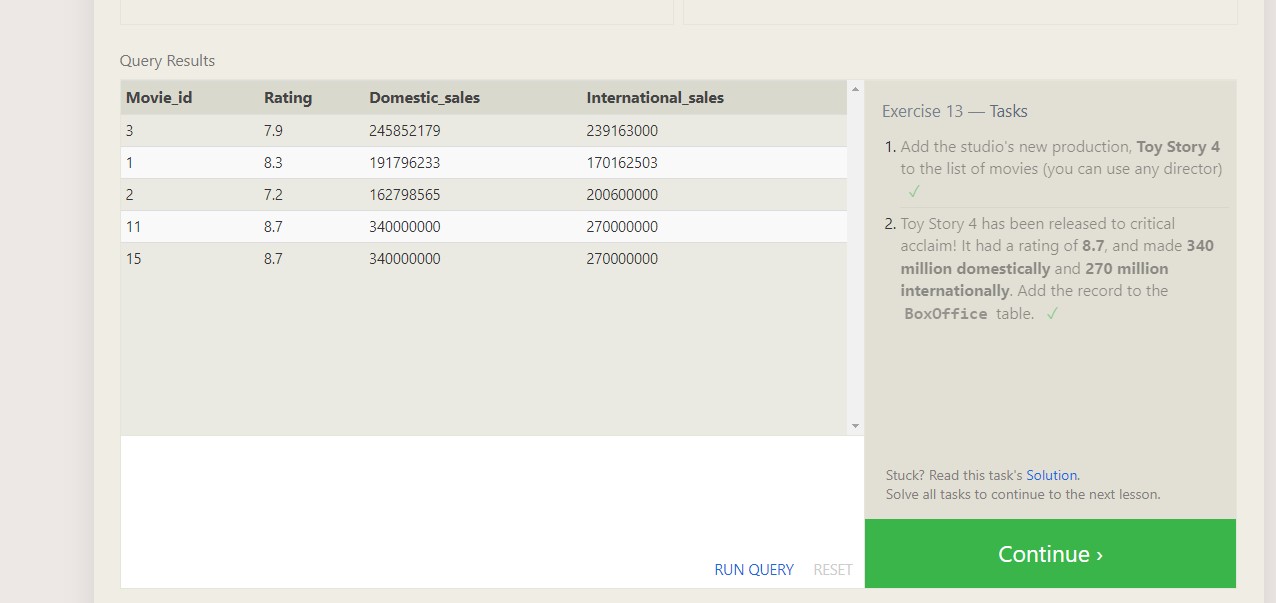 Query Results
Movie_id Rating Domestic_sales International_sales
3 7.9 245852179 239163000
1 8.3 191796233 170162503
2 7.2 162798565 200600000
11 8.7 340000000 270000000
15 8.7 340000000 270000000
RUN QUERY RESET
Exercise 13 — Tasks
1. Add the studio's new production, Toy Story 4
to the list of movies (you can use any director)
✓
2. Toy Story 4 has been released to critical
acclaim! It had a rating of 8.7, and made 340
million domestically and 270 million
internationally. Add the record to the
BoxOffice table. ✓
Stuck? Read this task's Solution.
Solve all tasks to continue to the next lesson.
Continue ›